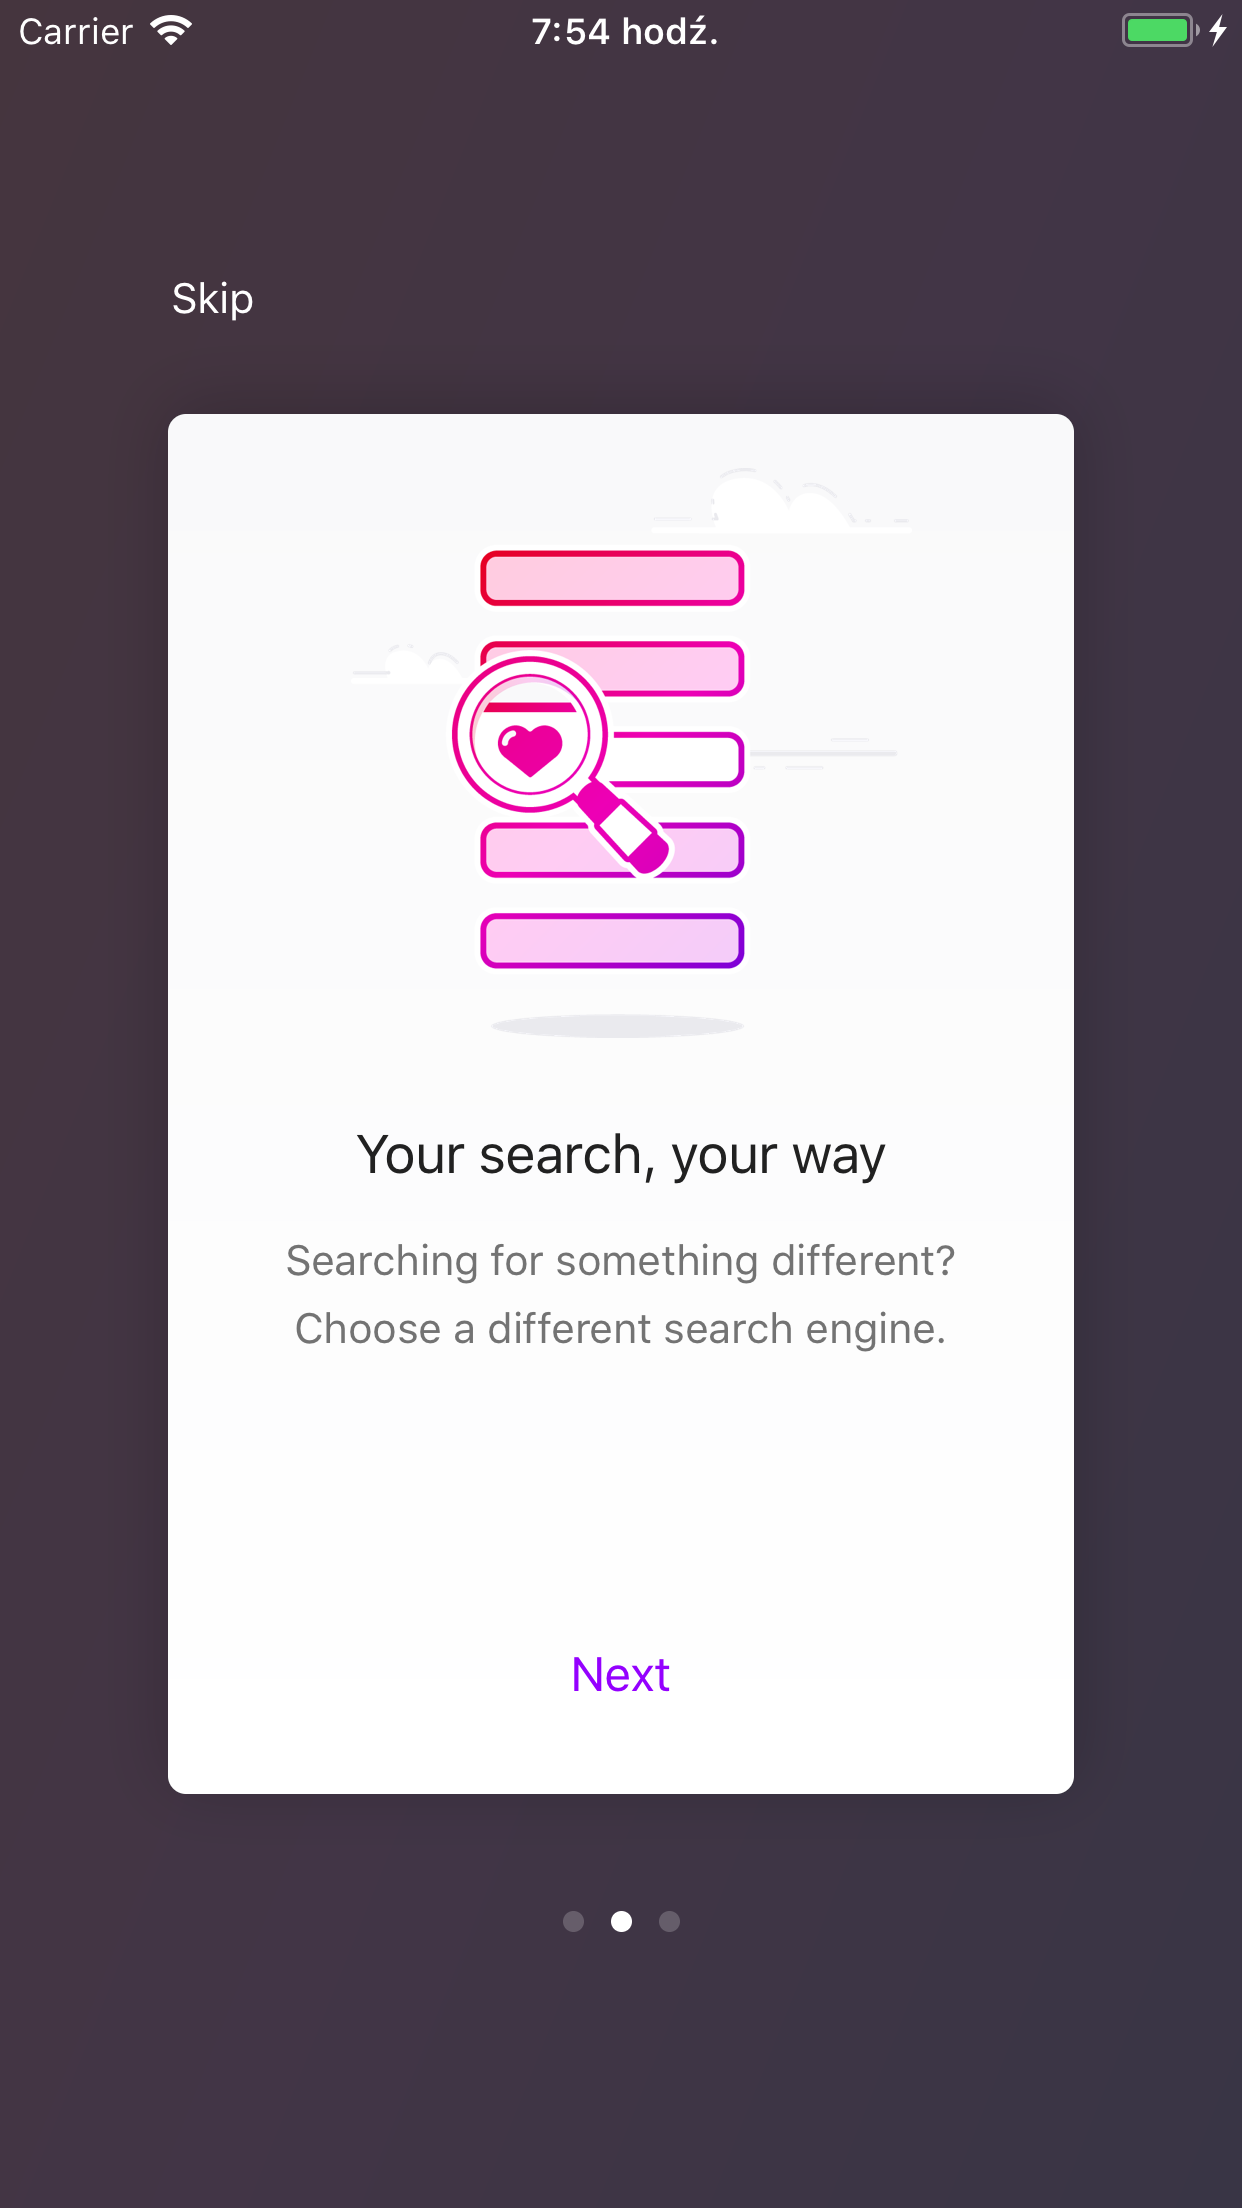 Carrier 7:54 hodź.
Skip
Your search, your way
Searching for something different?
Choose a different search engine.
Next